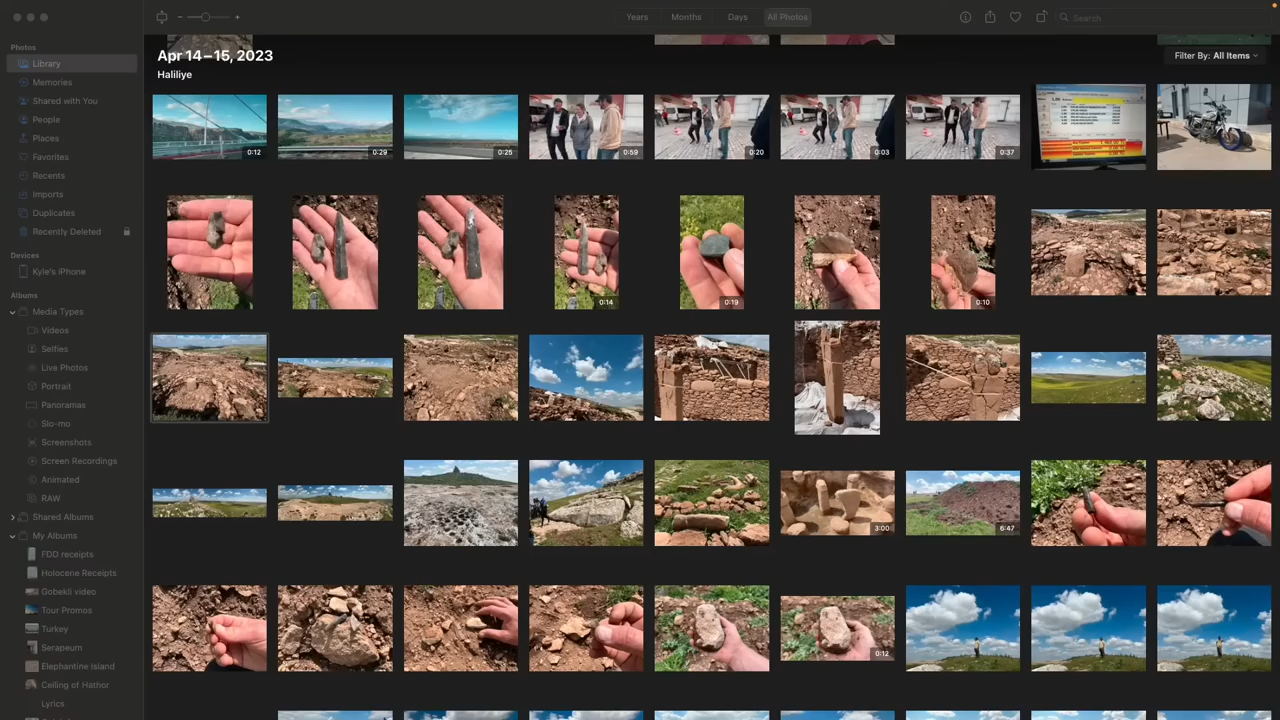 Years
Months
Days
All Photos
Search
Photos
Library
Memories
Shared with You
People
Places
Favorites
Recents
Imports
Duplicates
Recently Deleted
Devices
Kyle's iPhone
Albums
Media Types
Videos
Selfies
Live Photos
Portrait
Panoramas
Slo-mo
Screenshots
Screen Recordings
Animated
RAW
Shared Albums
My Albums
FDD receipts
Holocene Receipts
Gobekli video
Tour Promos
Turkey
Serapeum
Elephantine Island
Ceiling of Hathor
Lyrics
Apr 14–15, 2023
Haliliye
Filter By: All Items
0:12
0:29
0:25
0:59
0:20
0:03
0:37
0:14
0:19
0:10
3:00
6:47
0:12